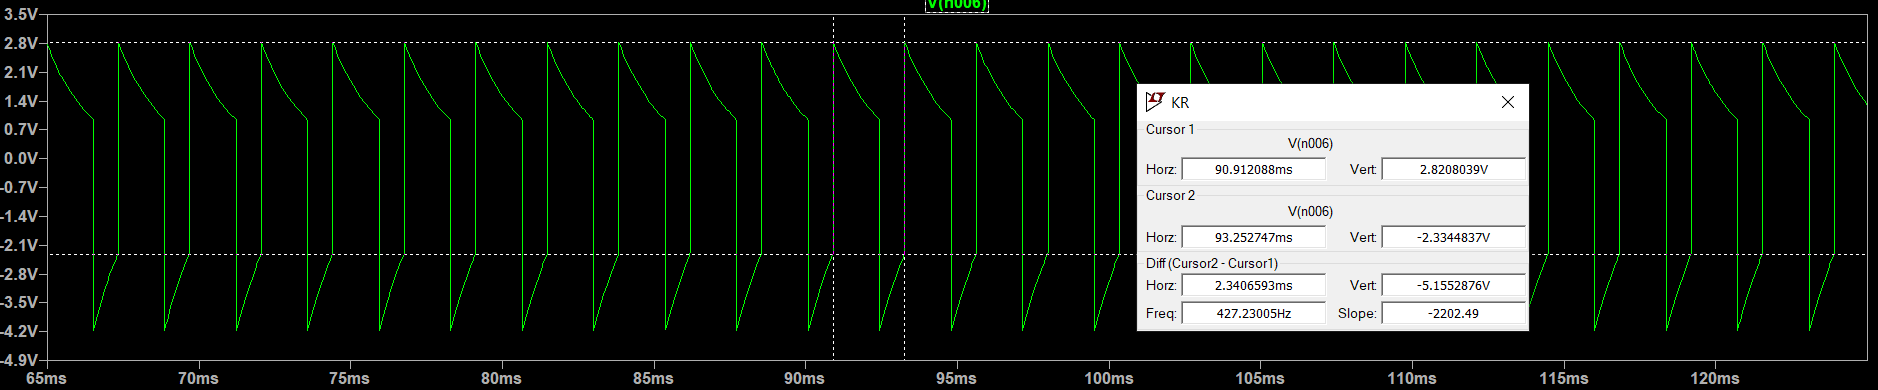 V(n006)
3.5V
2.8V
2.1V
1.4V
0.7V
0.0V
-0.7V
-1.4V
-2.1V
-2.8V
-3.5V
-4.2V
-4.9V
65ms 70ms 75ms 80ms 85ms 90ms 95ms 100ms 105ms 110ms 115ms 120ms
KR
Cursor 1
V(n006)
Horz: 90.912088ms Vert: 2.8208039V
Cursor 2
V(n006)
Horz: 93.252747ms Vert: -2.3344837V
Diff (Cursor2 - Cursor1)
Horz: 2.3406593ms Vert: -5.1552876V
Freq: 427.23005Hz Slope: -2202.49